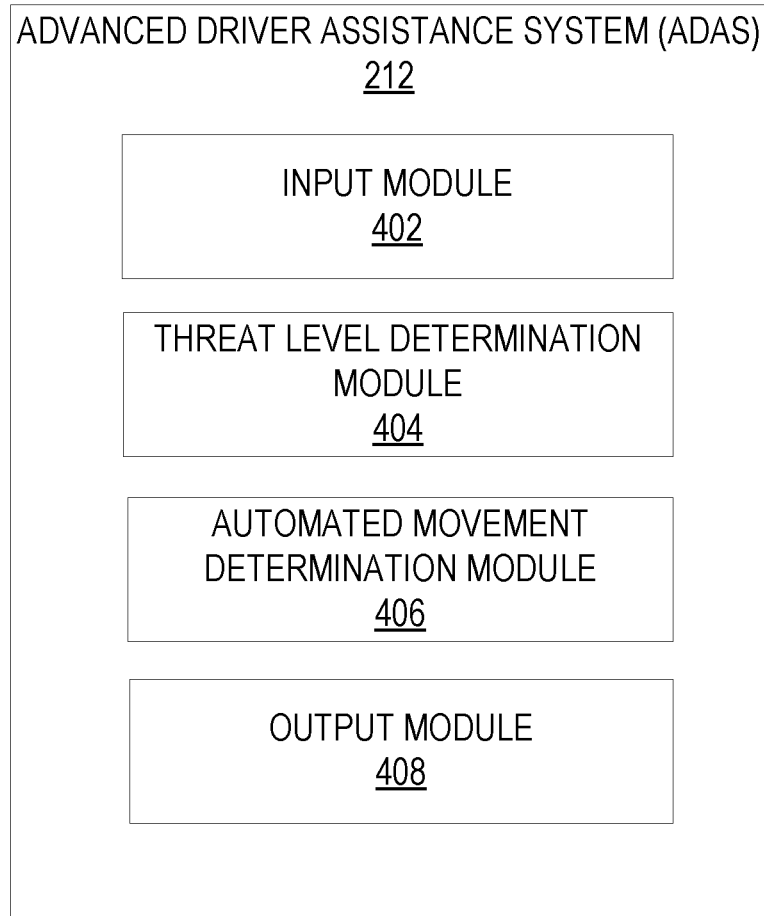 ADVANCED DRIVER ASSISTANCE SYSTEM (ADAS)
212
INPUT MODULE
402
THREAT LEVEL DETERMINATION
MODULE
404
AUTOMATED MOVEMENT
DETERMINATION MODULE
406
OUTPUT MODULE
408